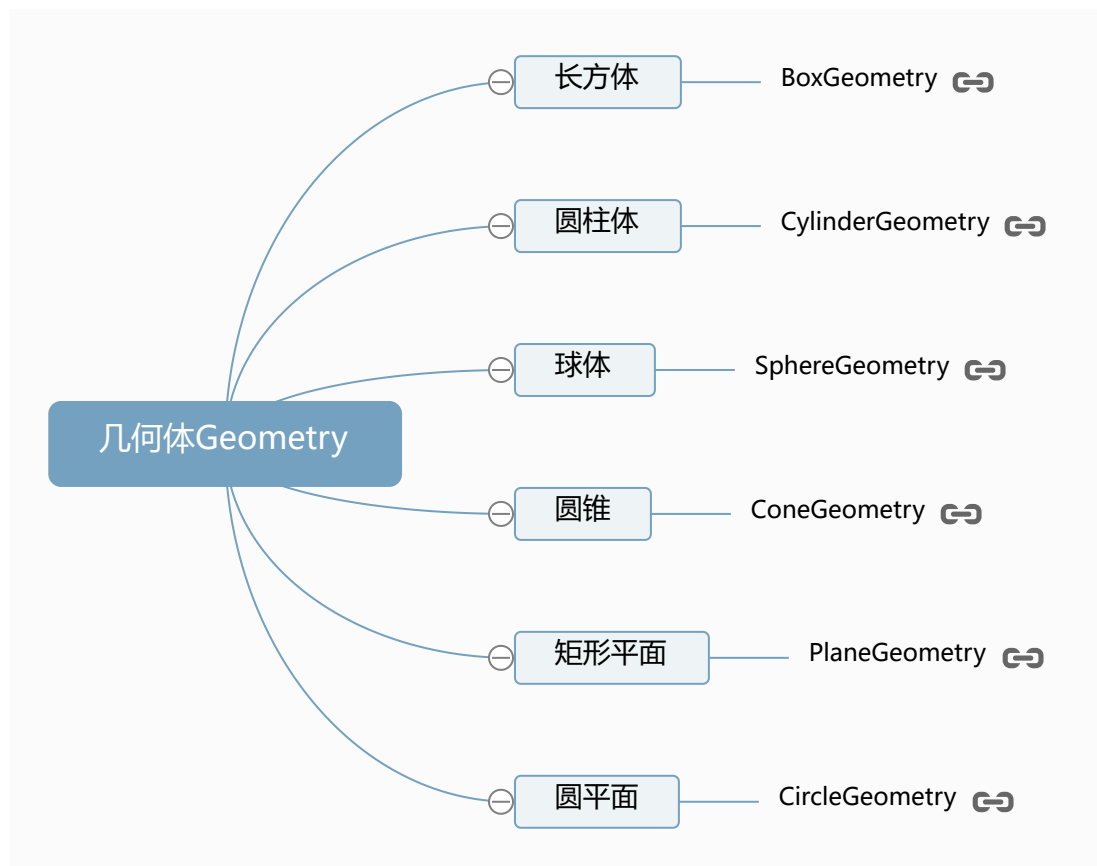 长方体
BoxGeometry
圆柱体
CylinderGeometry
球体
SphereGeometry
几何体Geometry
圆锥
ConeGeometry
矩形平面
PlaneGeometry
圆平面
CircleGeometry